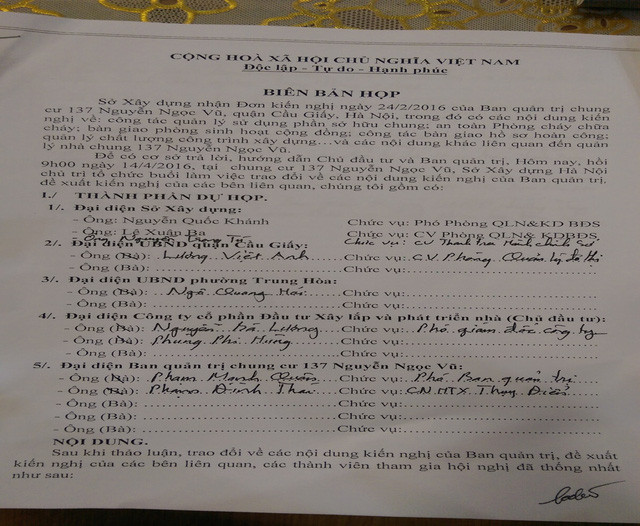 CỘNG HOÀ XÃ HỘI CHỦ NGHĨA VIỆT NAM
Độc lập - Tự do - Hạnh phúc
BIÊN BẢN HỌP
Sở Xây dựng nhận Đơn kiến nghị ngày 24/2/2016 của Ban quản trị chung
cư 137 Nguyễn Ngọc Vũ, quận Cầu Giấy, Hà Nội, trong đó có các nội dung kiến
nghị về: công tác quản lý sử dụng phần sở hữu chung; an toàn Phòng cháy chữa
cháy; bàn giao phòng sinh hoạt cộng đồng; công tác bàn giao hồ sơ hoàn công;
quản lý chất lượng công trình xây dựng...và các nội dung khác liên quan đến quản
lý nhà chung 137 Nguyễn Ngọc Vũ.
Để có cơ sở trả lời, hướng dẫn Chủ đầu tư và Ban quản trị, Hôm nay, hồi
9h00 ngày 14/4/2016, tại chung cư 137 Nguyễn Ngọc Vũ, Sở Xây dựng Hà Nội
chủ trì tổ chức buổi làm việc trao đổi về các nội dung kiến nghị của Ban quản trị,
đề xuất kiến nghị của các bên liên quan, chúng tôi gồm có:
I./ THÀNH PHẦN DỰ HỌP.
1/. Đại diện Sở Xây dựng:
- Ông: Nguyễn Quốc Khánh Chức vụ: Phó Phòng QLN&KD BĐS
- Ông: Lê Xuân Ba Chức vụ: CV Phòng QLN& KDBĐS
Chức vụ: CV Thanh tra hành chính Sở
2/. Đại diện UBND quận Cầu Giấy:
- Ông (Bà): Lương Việt Anh Chức vụ: CV. Phòng Quản lý đô thị
- Ông (Bà): Chức vụ:
3/. Đại diện UBND phường Trung Hòa:
- Ông (Bà): Ngô Quang Chức vụ:
4/. Đại diện Công ty cổ phần Đầu tư Xây lắp và phát triển nhà (Chủ đầu tư):
- Ông (Bà): Nguyễn Bá Lương Chức vụ: Phó giám đốc công ty
- Ông (Bà): Phùng Phi Hùng Chức vụ:
5/. Đại diện Ban quản trị chung cư 137 Nguyễn Ngọc Vũ:
- Ông (Bà): Phạm Mạnh Quân Chức vụ: Phó Ban quản trị
- Ông (Bà): Phạm Đình Thai Chức vụ: CN HTX Thụy Điển
- Ông (Bà): Chức vụ:
- Ông (Bà): Chức vụ:
NỘI DUNG.
Sau khi thảo luận, trao đổi về các nội dung kiến nghị của Ban quản trị, đề xuất
kiến nghị của các bên liên quan, các thành viên tham gia hội nghị đã thống nhất
như sau: